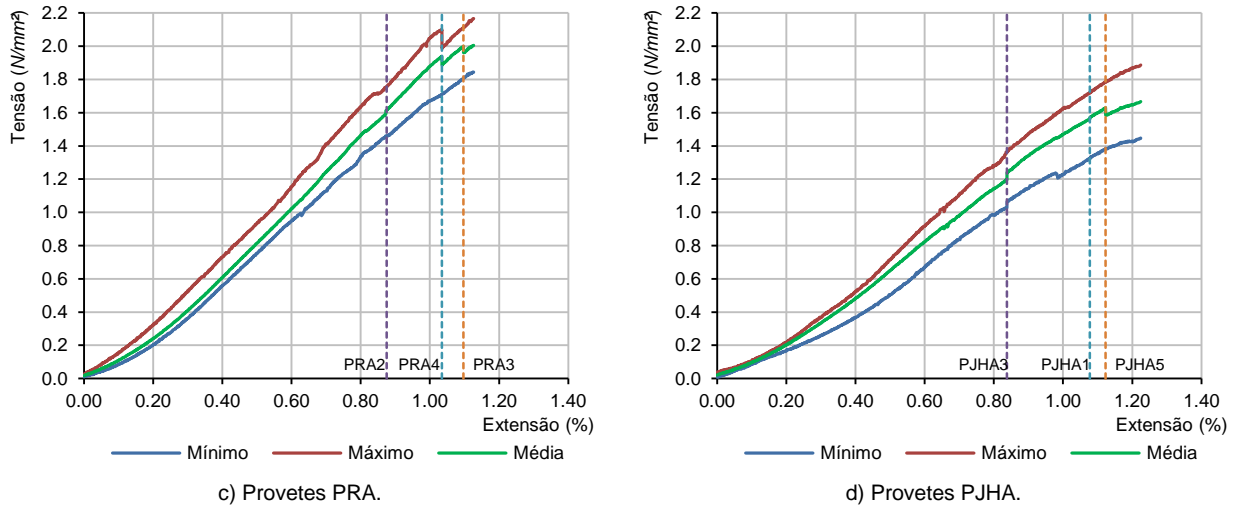 Tensão (N/mm²)
2.2
2.0
1.8
1.6
1.4
1.2
1.0
0.8
0.6
0.4
0.2
0.0
PRA2
PRA4
PRA3
0.00 0.20 0.40 0.60 0.80 1.00 1.20 1.40
Extensão (%)
Mínimo Máximo Média
c) Provetes PRA.
Tensão (N/mm²)
2.2
2.0
1.8
1.6
1.4
1.2
1.0
0.8
0.6
0.4
0.2
0.0
PJHA3
PJHA1
PJHA5
0.00 0.20 0.40 0.60 0.80 1.00 1.20 1.40
Extensão (%)
Mínimo Máximo Média
d) Provetes PJHA.